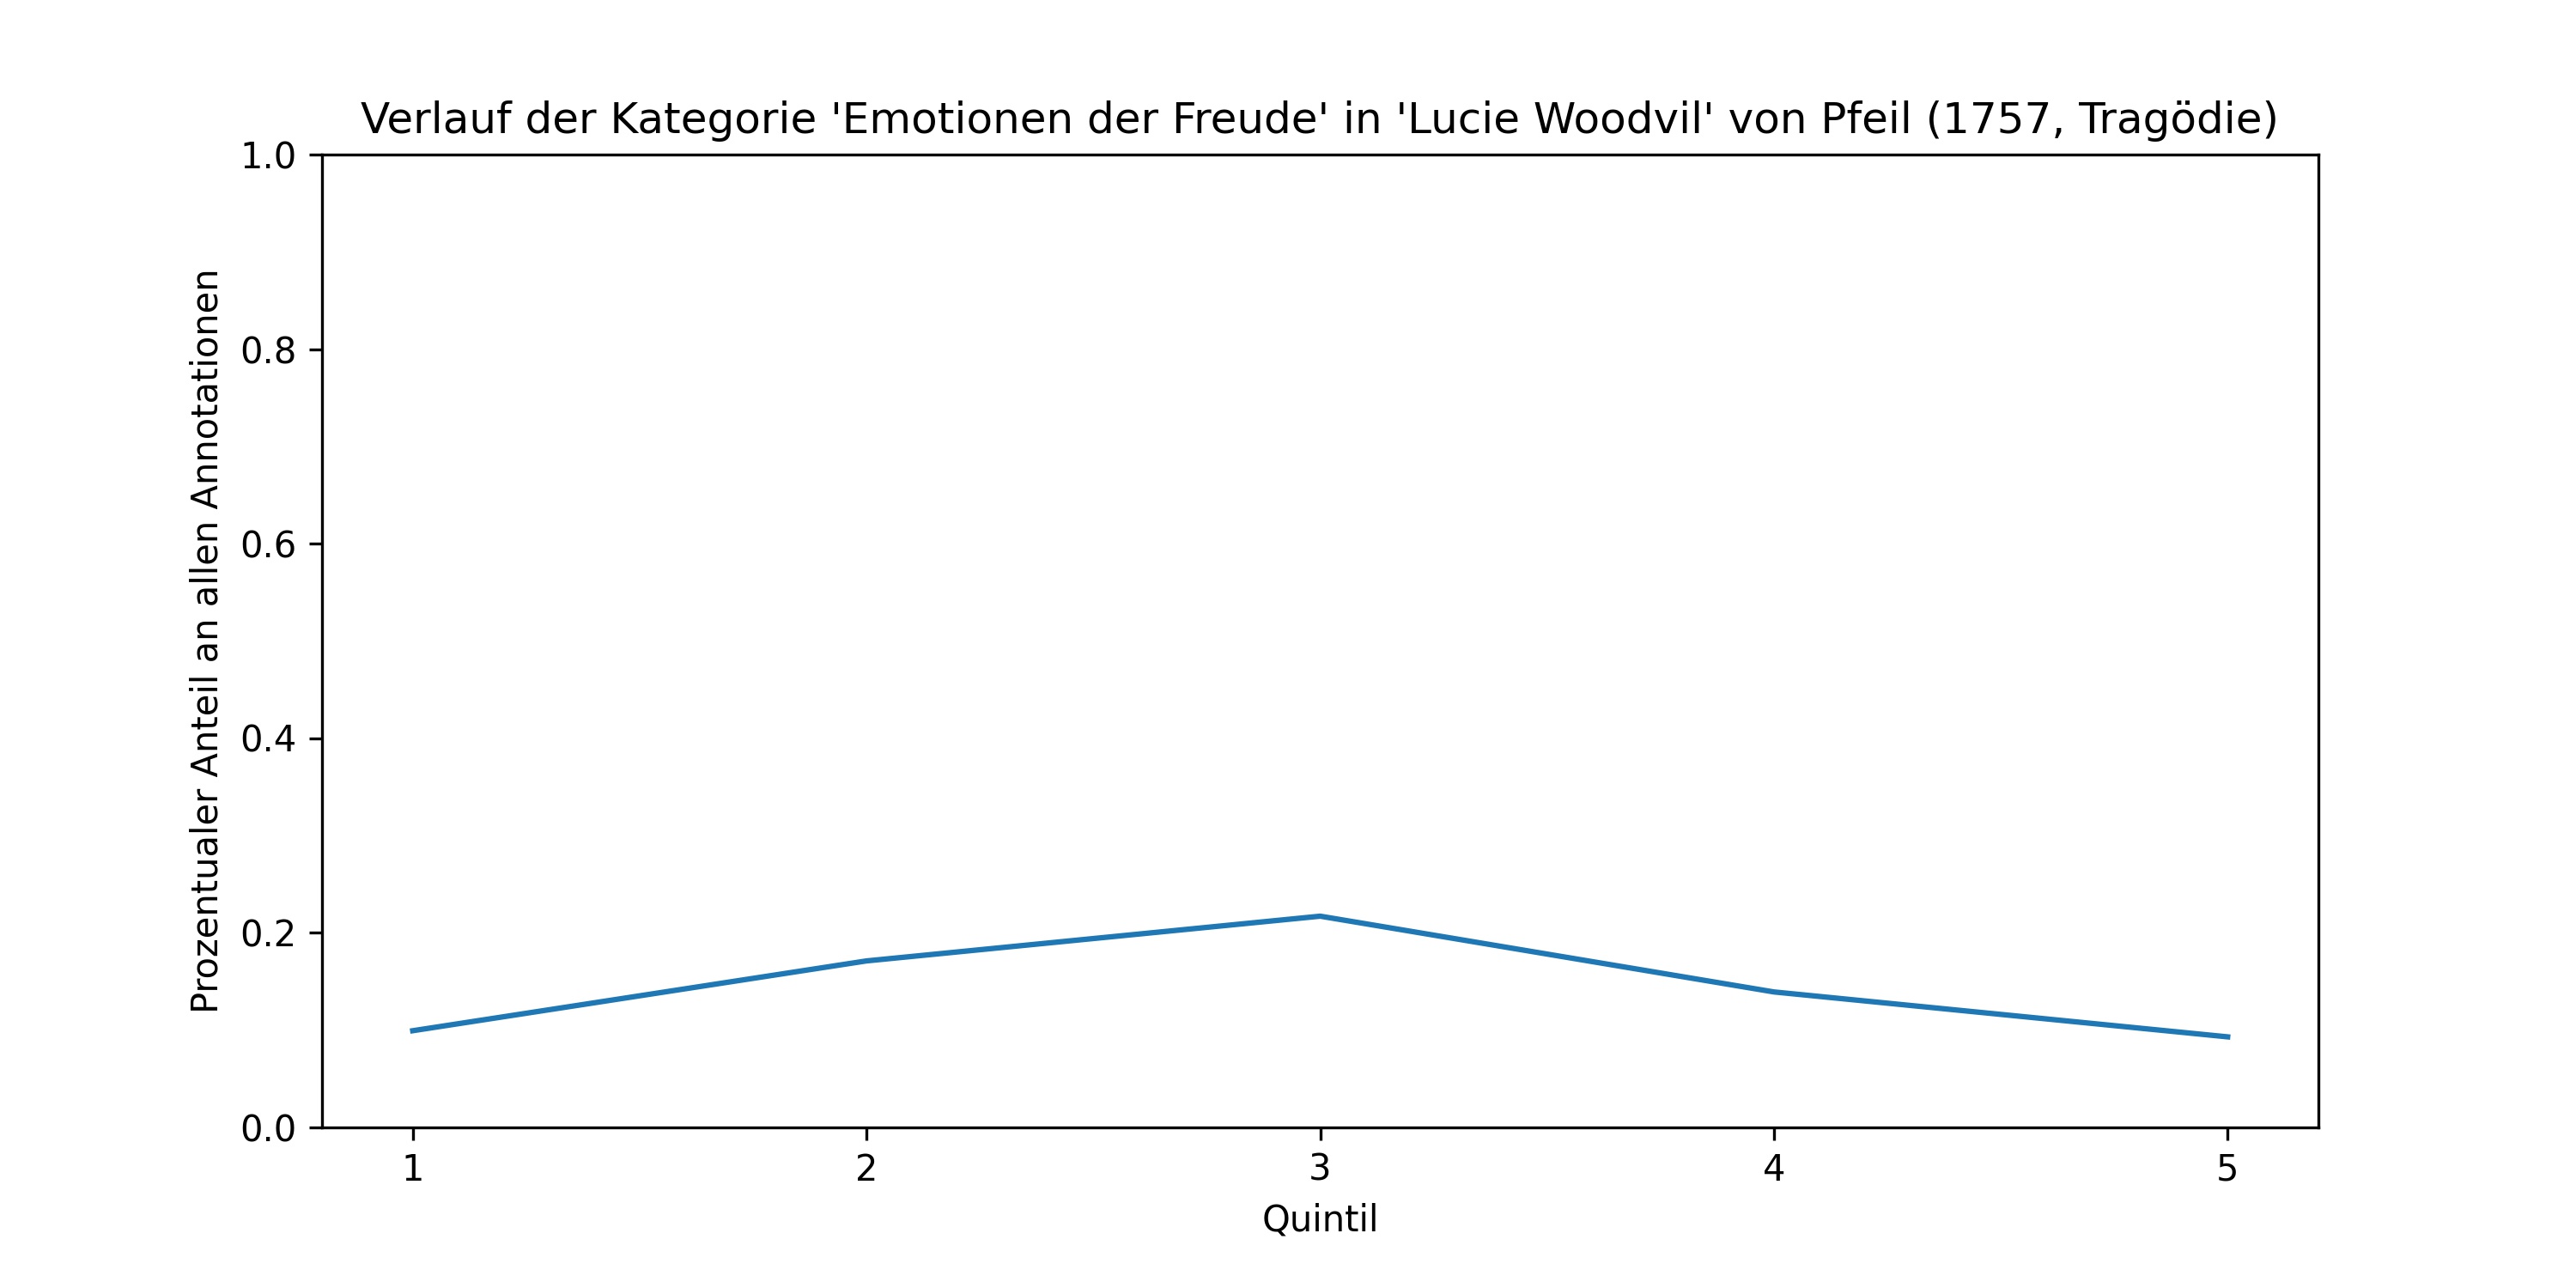 Verlauf der Kategorie 'Emotionen der Freude' in 'Lucie Woodvil' von Pfeil (1757, Tragödie)
Prozentualer Anteil an allen Annotationen
1.0
0.8
0.6
0.4
0.2
0.0
1 2 3 4 5
Quintil